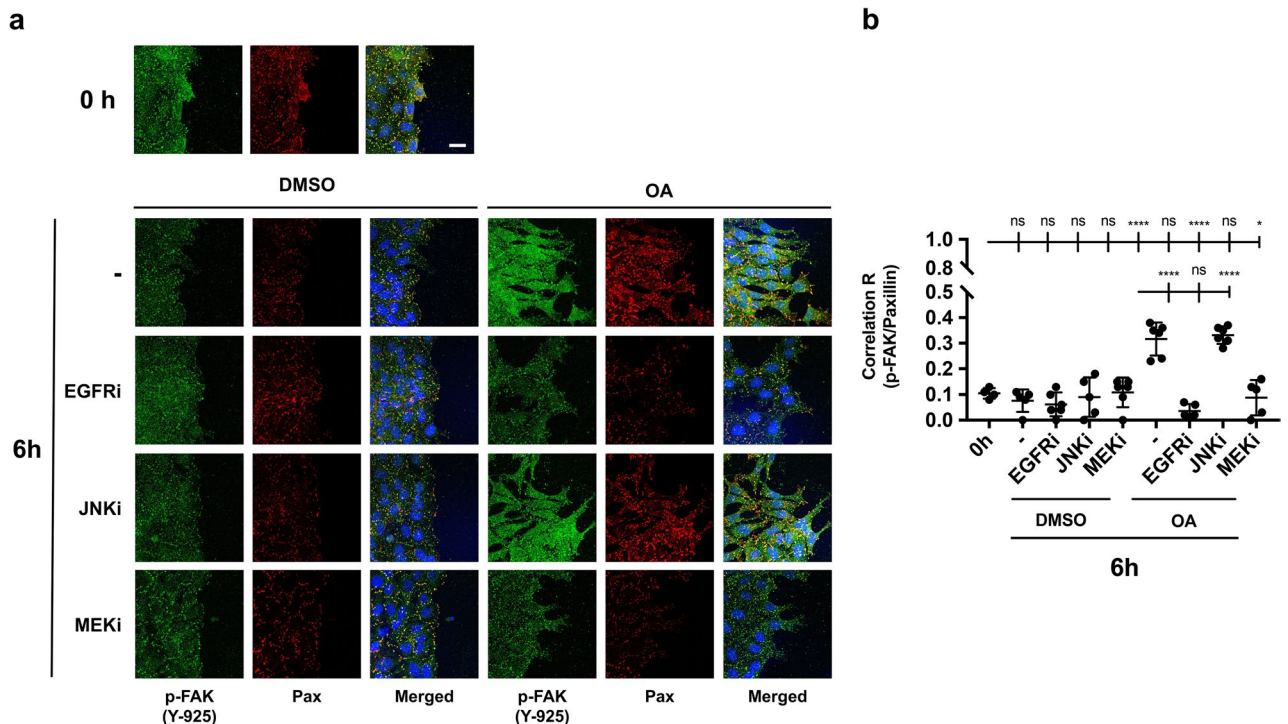 a
0 h
DMSO
OA
6h
-
EGFRi
JNKi
MEKi
p-FAK
(Y-925)
Pax
Merged
p-FAK
(Y-925)
Pax
Merged
b
ns ns ns ns **** ns **** ns *
**** ns ****
Correlation R
(p-FAK/Paxillin)
1.0
0.8
0.5
0.4
0.3
0.2
0.1
0.0
0h - EGFRi JNKi MEKi - EGFRi JNKi MEKi
DMSO OA
6h